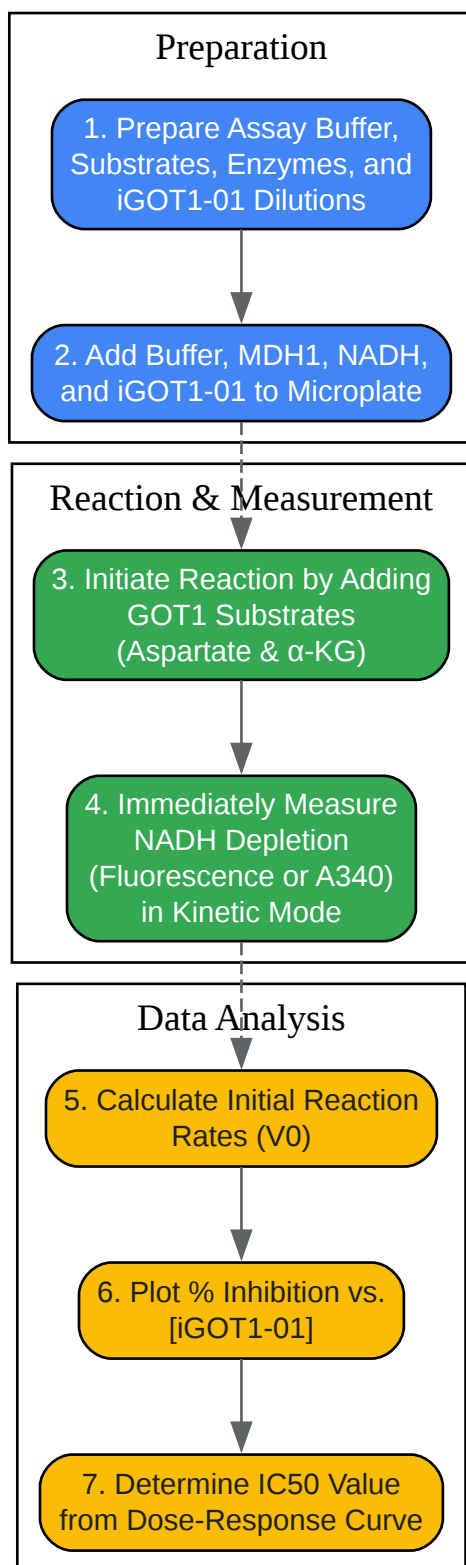 Preparation
1. Prepare Assay Buffer,
Substrates, Enzymes, and
iGOT1-01 Dilutions
2. Add Buffer, MDH1, NADH,
and iGOT1-01 to Microplate
Reaction & Measurement
3. Initiate Reaction by Adding
GOT1 Substrates
(Aspartate & α-KG)
4. Immediately Measure
NADH Depletion
(Fluorescence or A340)
in Kinetic Mode
Data Analysis
5. Calculate Initial Reaction
Rates (V0)
6. Plot % Inhibition vs.
[iGOT1-01]
7. Determine IC50 Value
from Dose-Response Curve